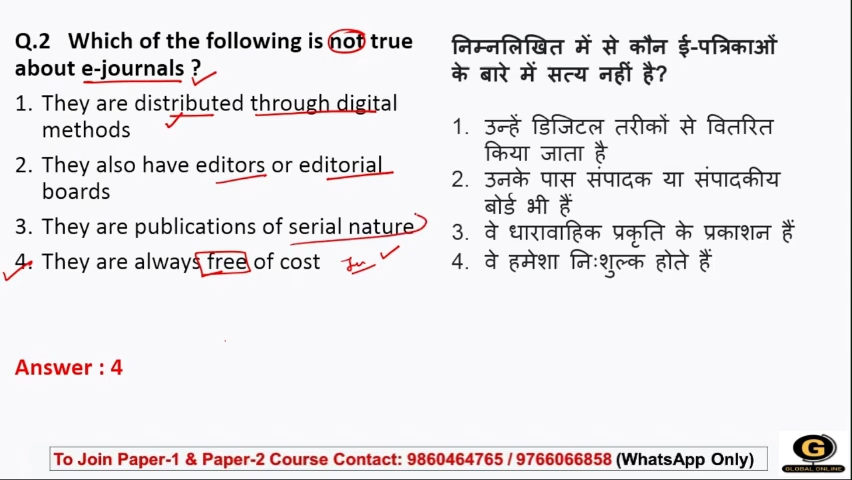 Q.2 Which of the following is not true
about e-journals ?
1. They are distributed through digital
methods
2. They also have editors or editorial
boards
3. They are publications of serial nature
4. They are always free of cost
Answer : 4
निम्नलिखित में से कौन ई-पत्रिकाओं
के बारे में सत्य नहीं है?
1. उन्हें डिजिटल तरीकों से वितरित
किया जाता है
2. उनके पास संपादक या संपादकीय
बोर्ड भी हैं
3. वे धारावाहिक प्रकृति के प्रकाशन हैं
4. वे हमेशा निःशुल्क होते हैं
To Join Paper-1 & Paper-2 Course Contact: 9860464765 / 9766066858 (WhatsApp Only)
G
GLOBAL ONLINE